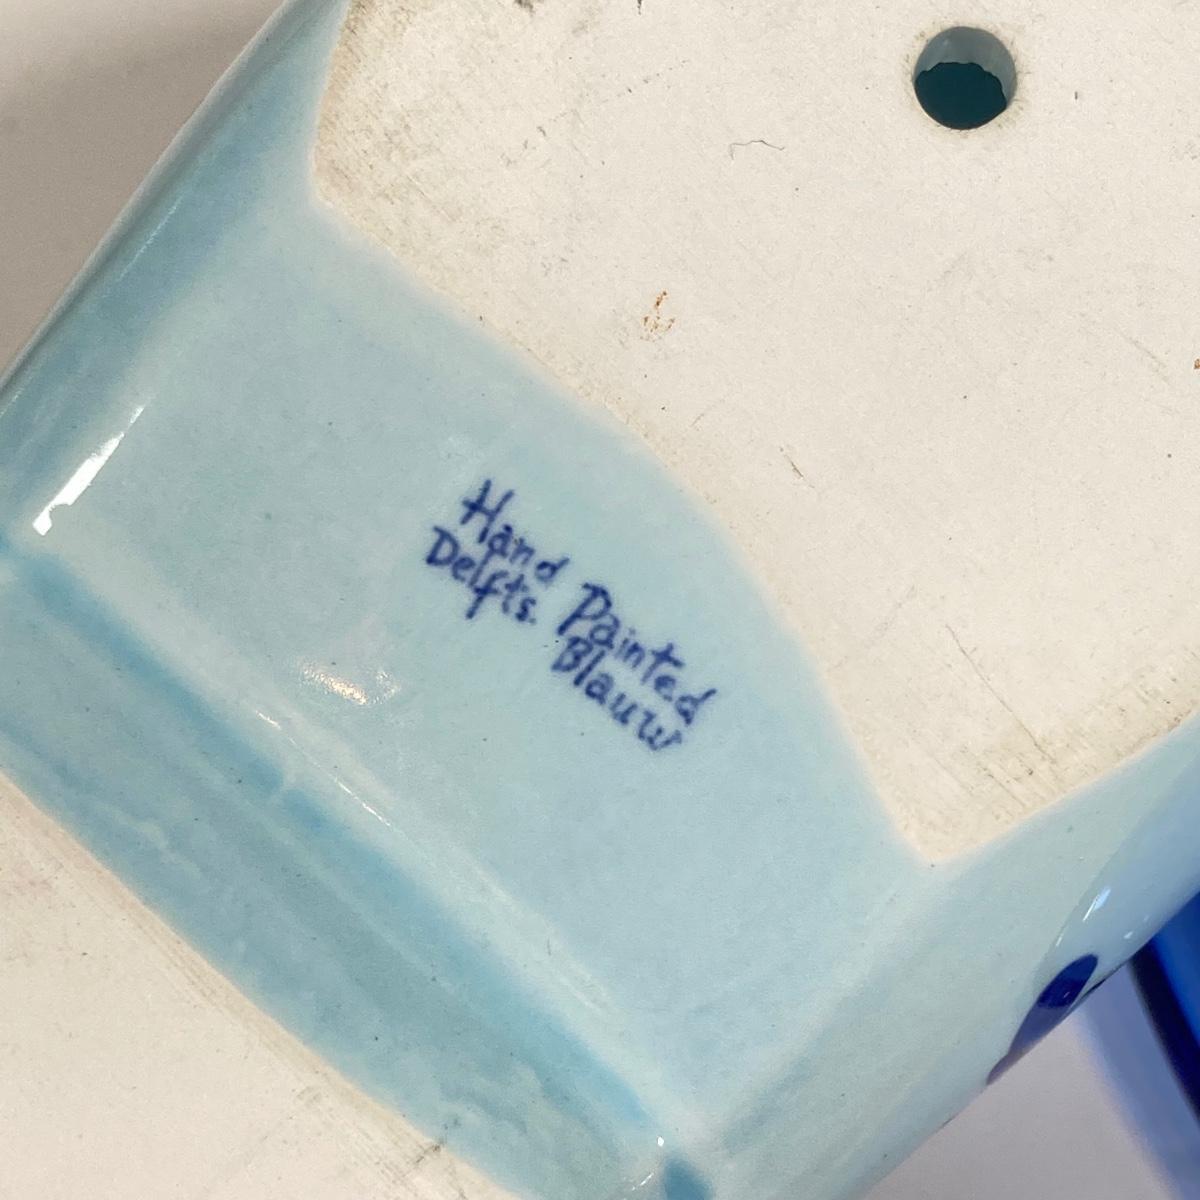 Hand Painted
Delfts. Blauw